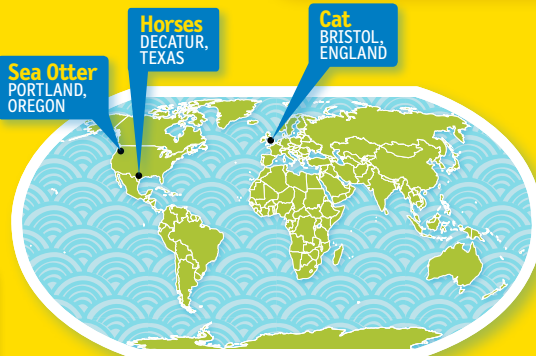 Sea Otter
PORTLAND,
OREGON
Horses
DECATUR,
TEXAS
Cat
BRISTOL,
ENGLAND